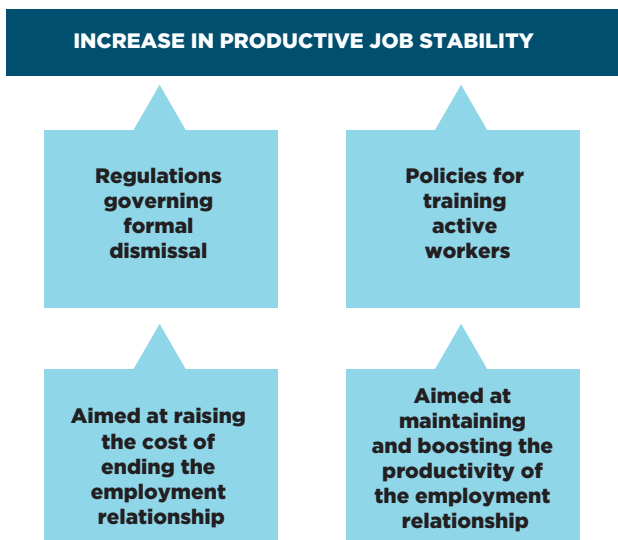 INCREASE IN PRODUCTIVE JOB STABILITY
Regulations
governing
formal
dismissal
Policies for
training
active
workers
Aimed at raising
the cost of
ending the
employment
relationship
Aimed at
maintaining
and boosting the
productivity of
the employment
relationship